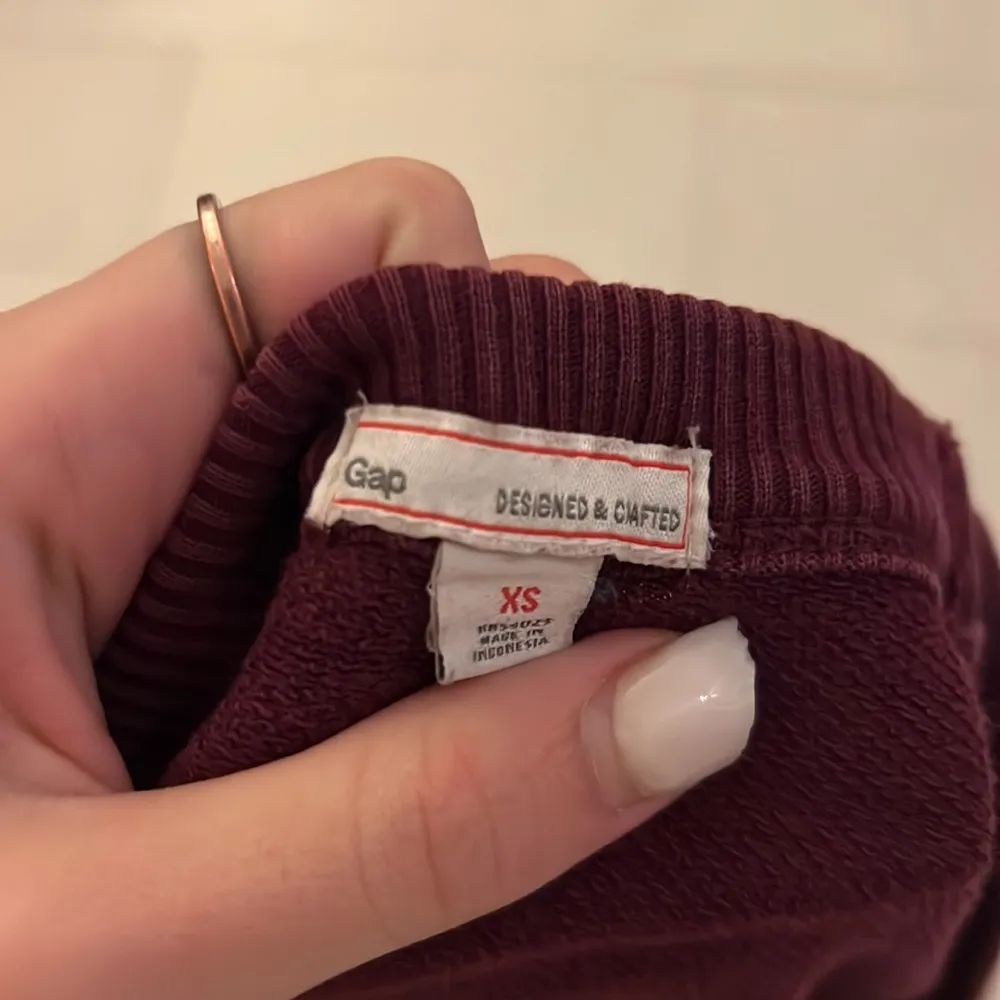 Gap
DESIGNED & CRAFTED
XS
MADE IN
INDONESIA